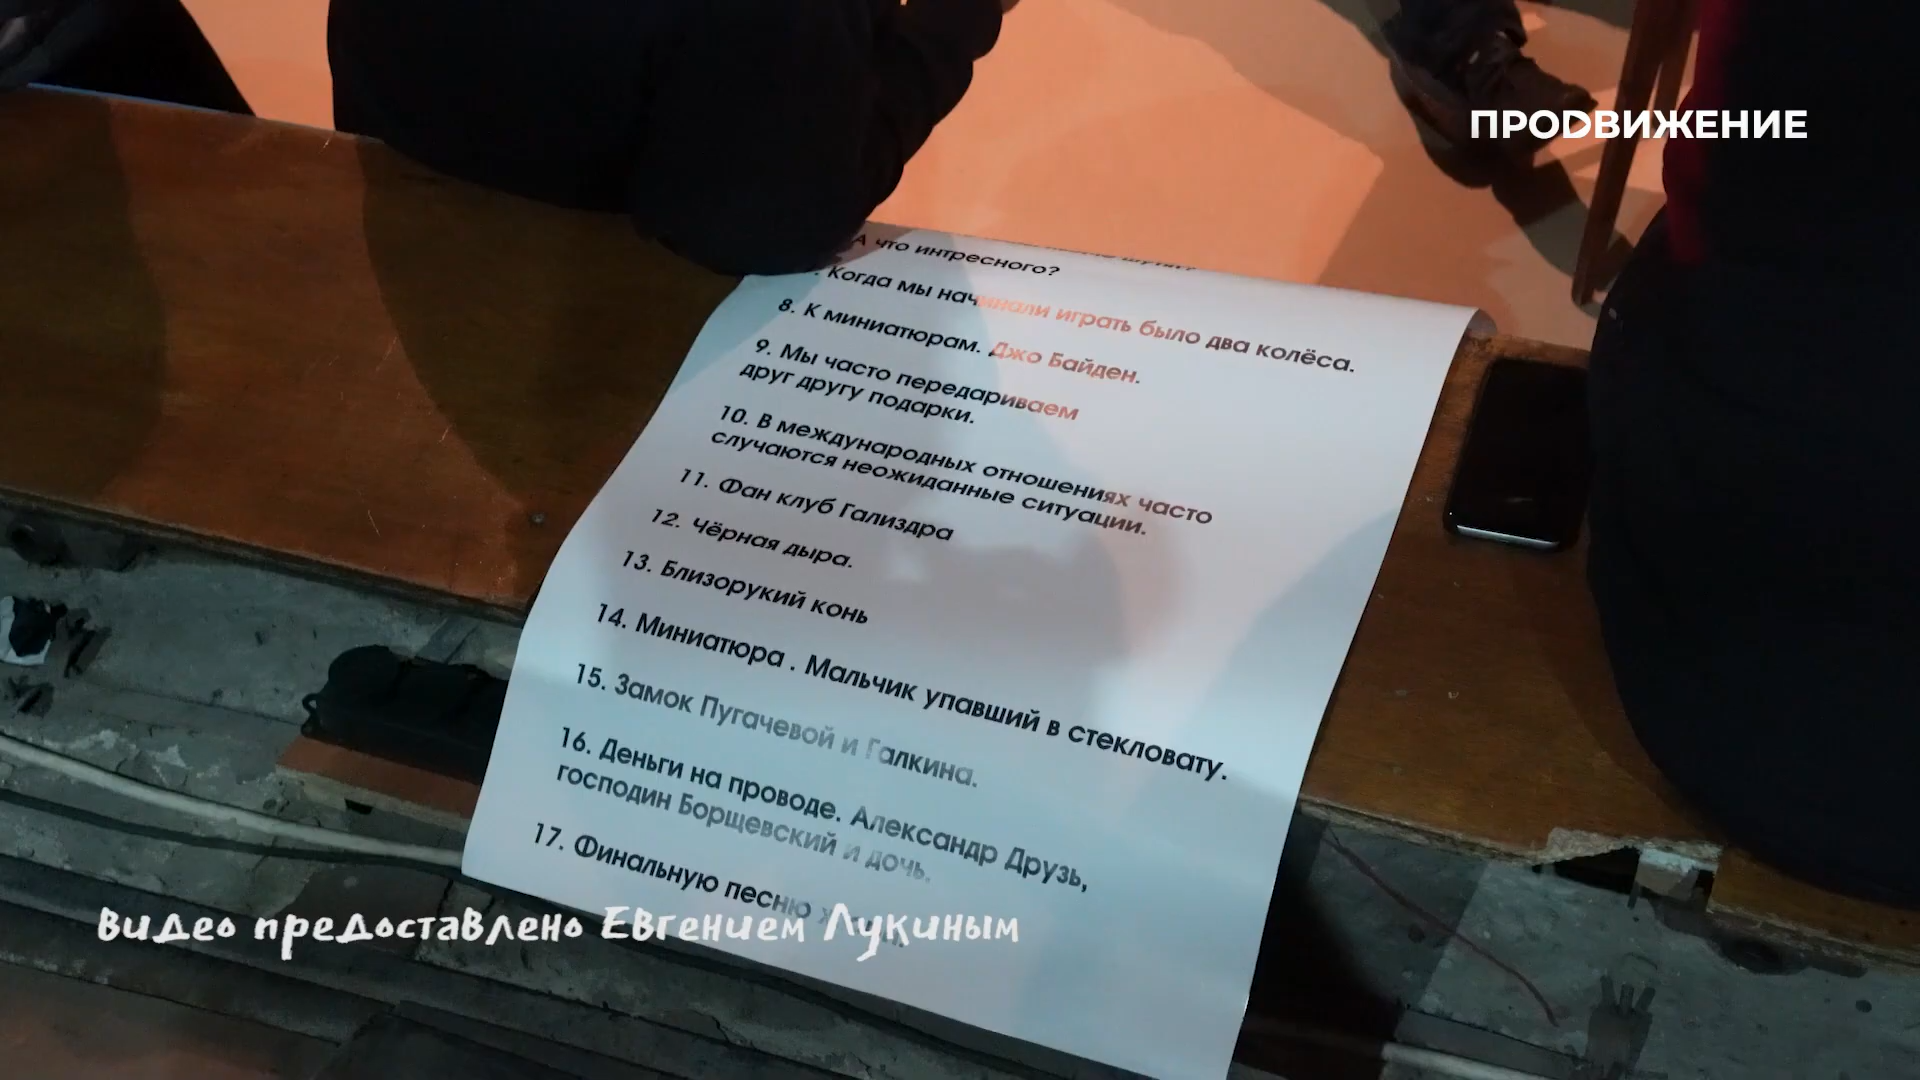 ПРОDВИЖЕНИЕ
А что интресного?
Когда мы начинали играть было два колёса.
8. К миниатюрам. Джо Байден.
9. Мы часто передариваем
друг другу подарки.
10. В международных отношениях часто
случаются неожиданные ситуации.
11. Фан клуб Гализдра
12. Чёрная дыра.
13. Близорукий конь
14. Миниатюра . Мальчик упавший в стекловату.
15. Замок Пугачевой и Галкина.
16. Деньги на проводе. Александр Друзь,
господин Борщевский и дочь.
17. Финальную песню
видео предоставлено Евгением Лукиным